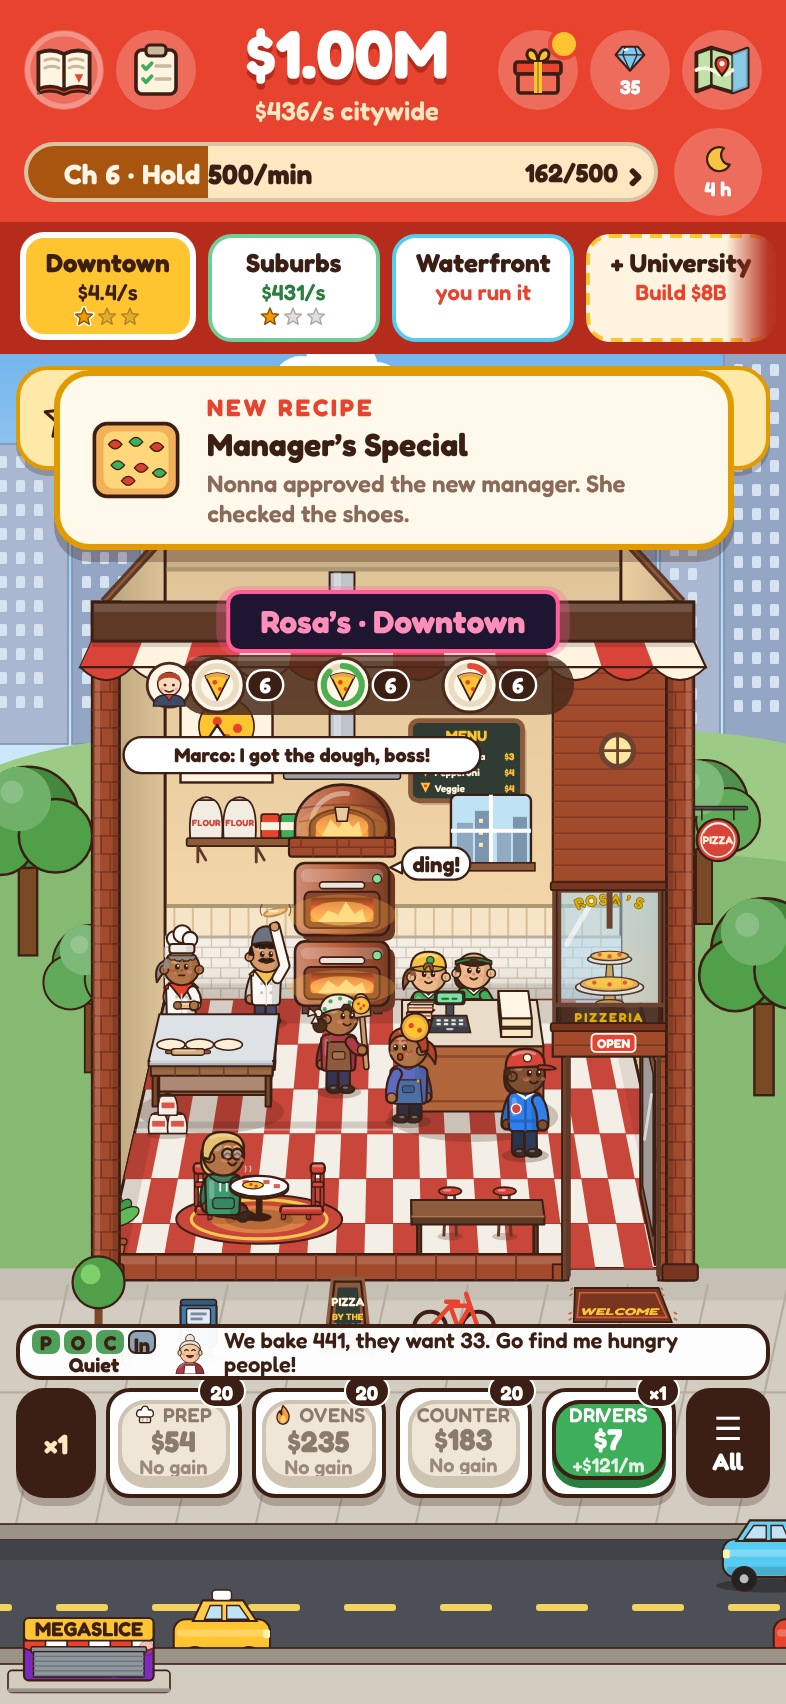 $1.00M
$436/s citywide
35
Ch 6 · Hold 500/min
162/500
4 h
Downtown
$4.4/s
Suburbs
$431/s
Waterfront
you run it
+ University
Build $8B
NEW RECIPE
Manager's Special
Nonna approved the new manager. She
checked the shoes.
Rosa's · Downtown
6
6
6
MENU
$3
Marco: I got the dough, boss!
Pepperoni $4
Veggie $4
FLOUR FLOUR
ding!
PIZZA
ROSA'S
PIZZERIA
OPEN
PIZZA
BY THE
WELCOME
P O C In
Quiet
We bake 441, they want 33. Go find me hungry
people!
x1
20
PREP
$54
No gain
20
OVENS
$235
No gain
20
COUNTER
$183
No gain
x1
DRIVERS
$7
+$121/m
All
MEGASLICE